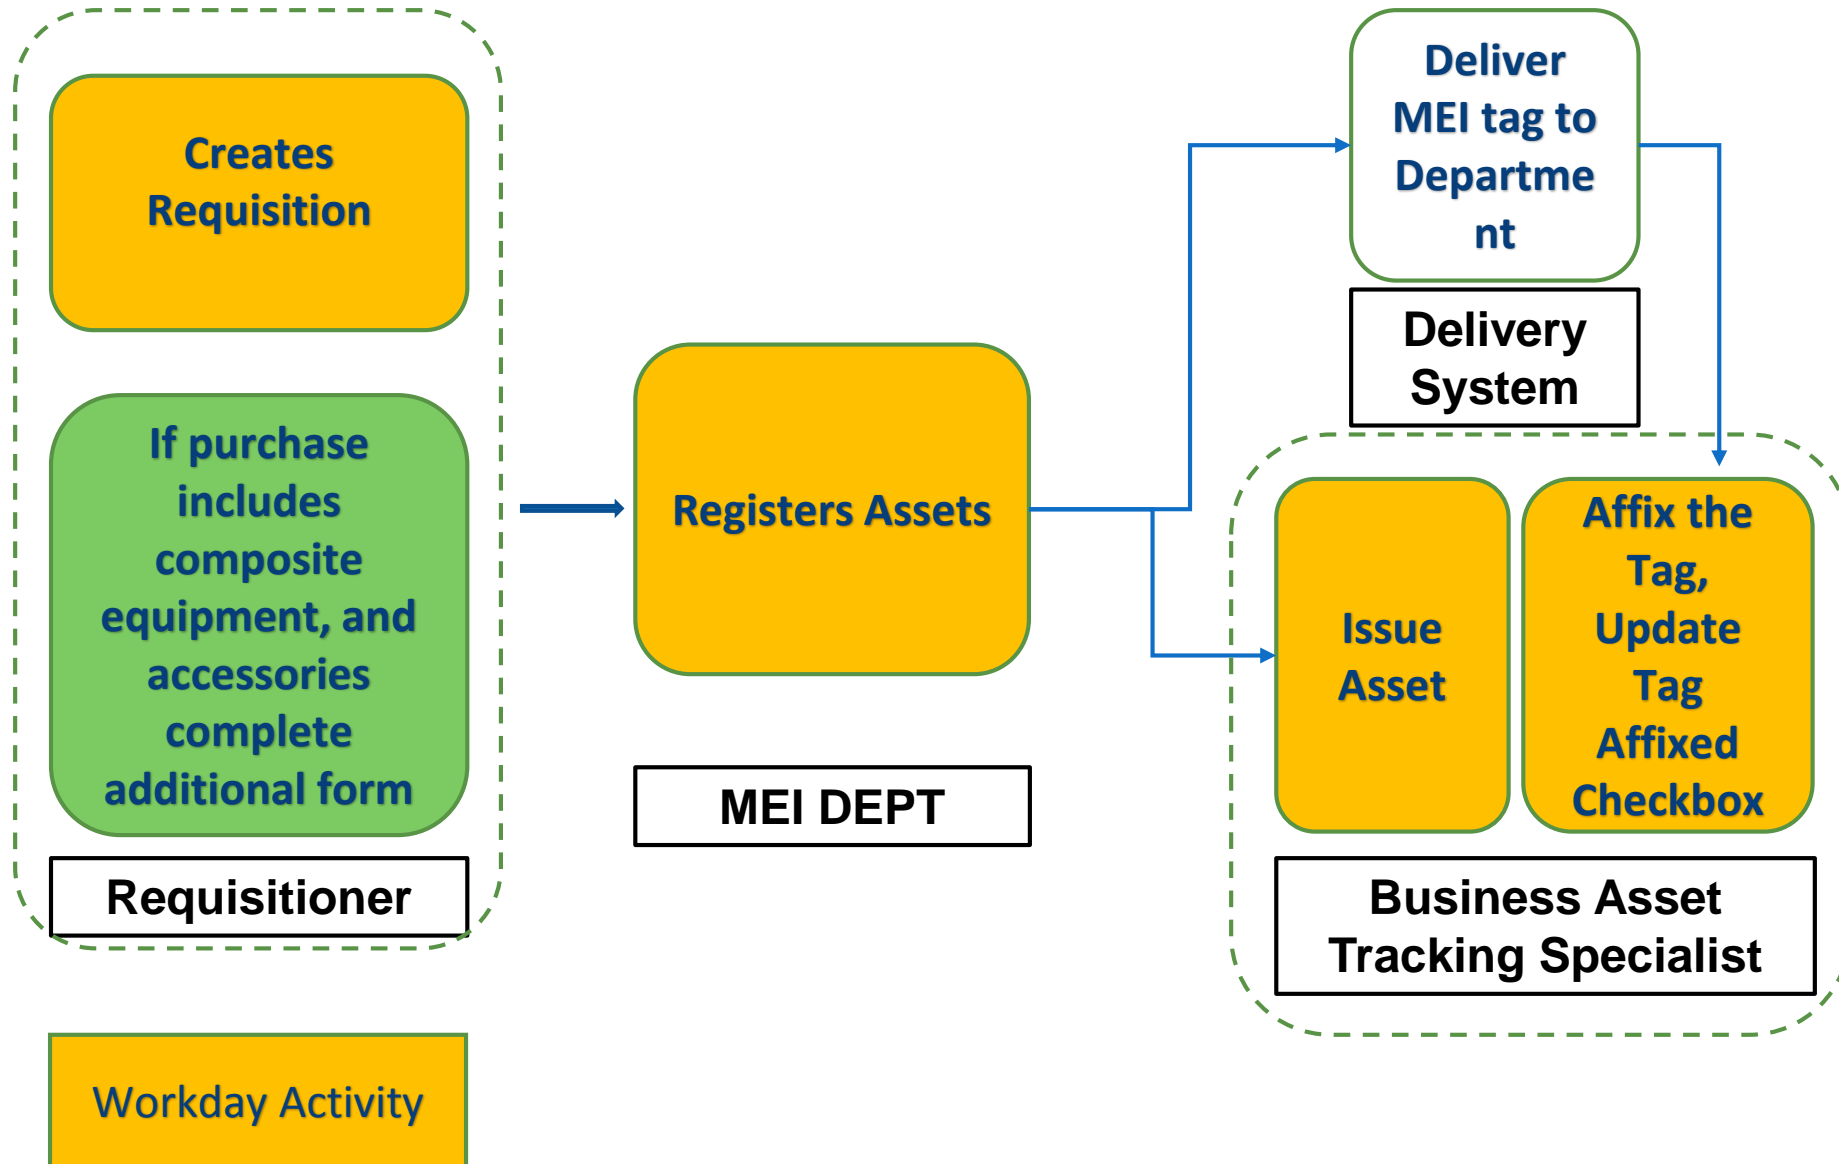 Creates
Requisition
If purchase
includes
composite
equipment, and
accessories
complete
additional form
Requisitioner
Registers Assets
MEI DEPT
Deliver
MEI tag to
Departme
nt
Delivery
System
Issue
Asset
Affix the
Tag,
Update
Tag
Affixed
Checkbox
Business Asset
Tracking Specialist
Workday Activity